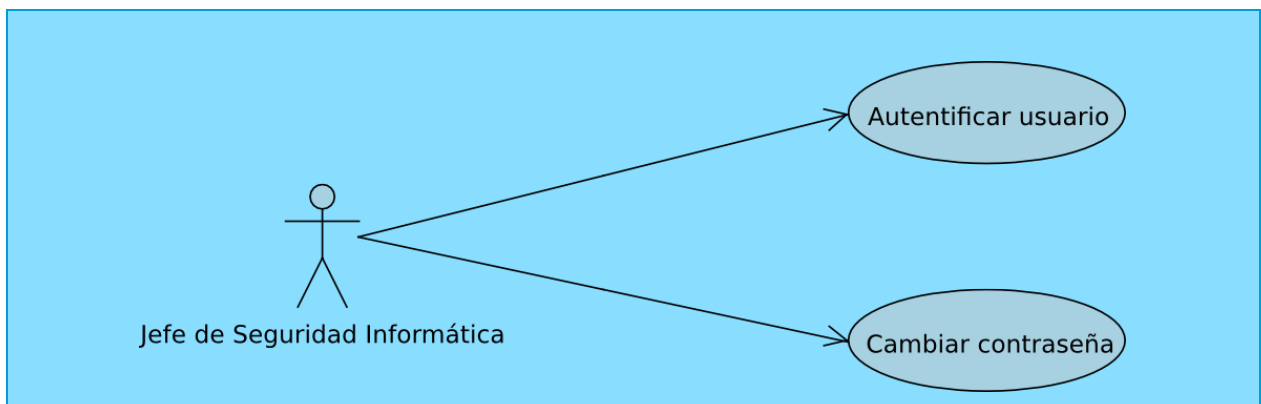 Autentificar usuario
Jefe de Seguridad Informática
Cambiar contraseña